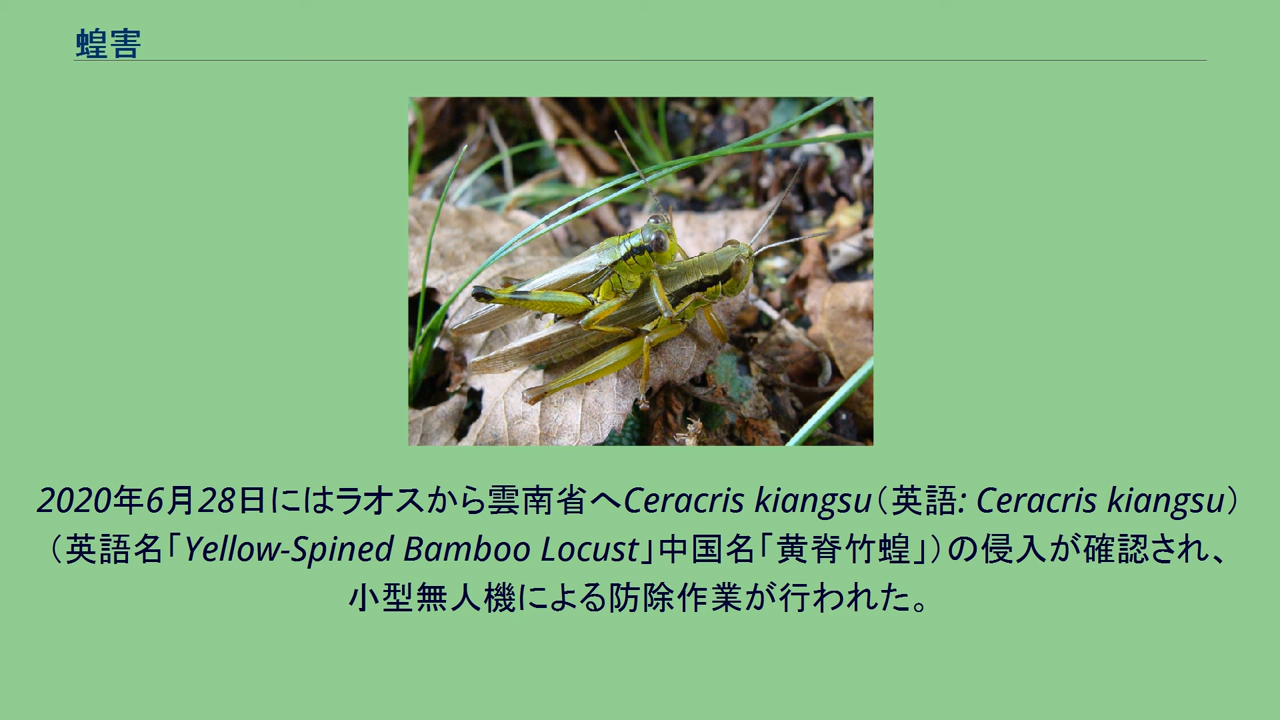 蝗害
2020年6月28日にはラオスから雲南省へCeracris kiangsu（英語: Ceracris kiangsu）
（英語名「Yellow-Spined Bamboo Locust」中国名「黄脊竹蝗」）の侵入が確認され、
小型無人機による防除作業が行われた。